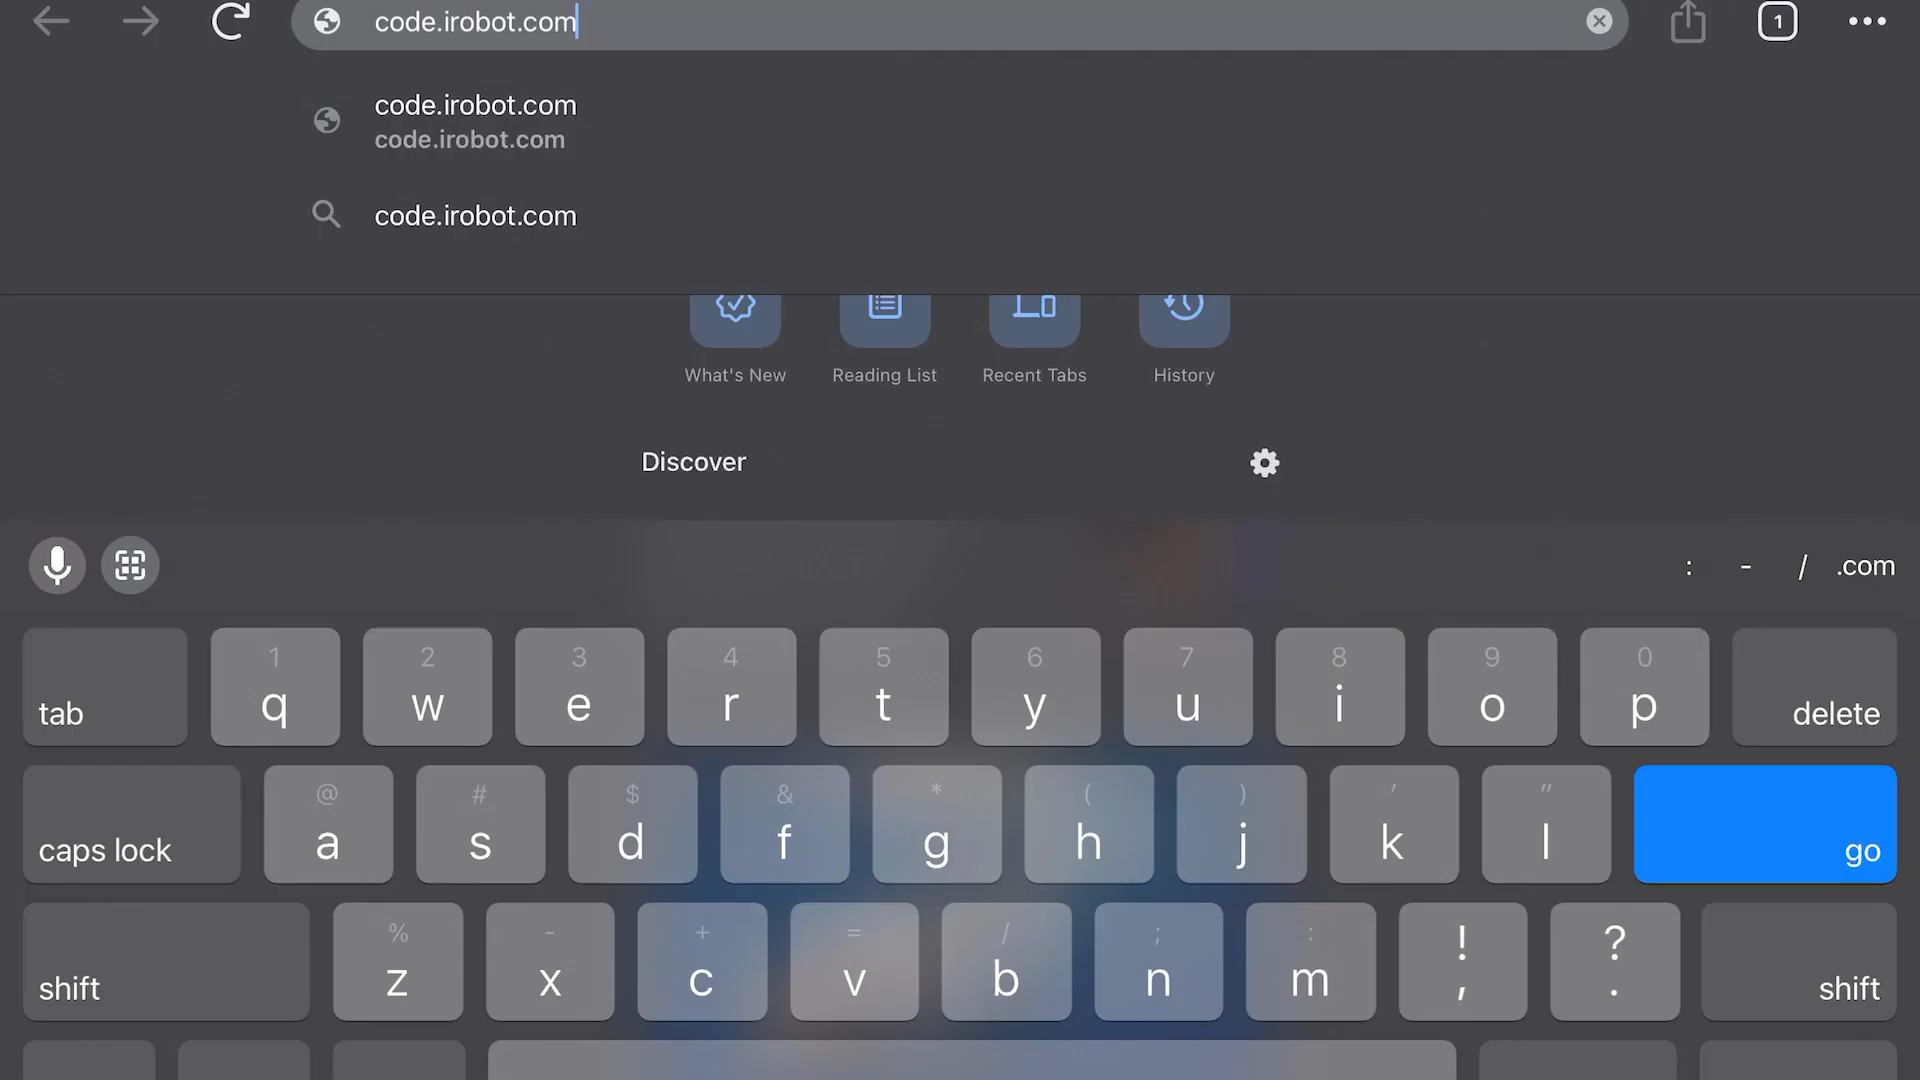 code.irobot.com
1
code.irobot.com
code.irobot.com
code.irobot.com
What's New Reading List Recent Tabs History
Discover
: - / .com
1 2 3 4 5 6 7 8 9 0
tab q w e r t y u i o p delete
@ # $ & * ( ) ' "
caps lock a s d f g h j k l go
% - + = / ; : ! ?
shift z x c v b n m , . shift